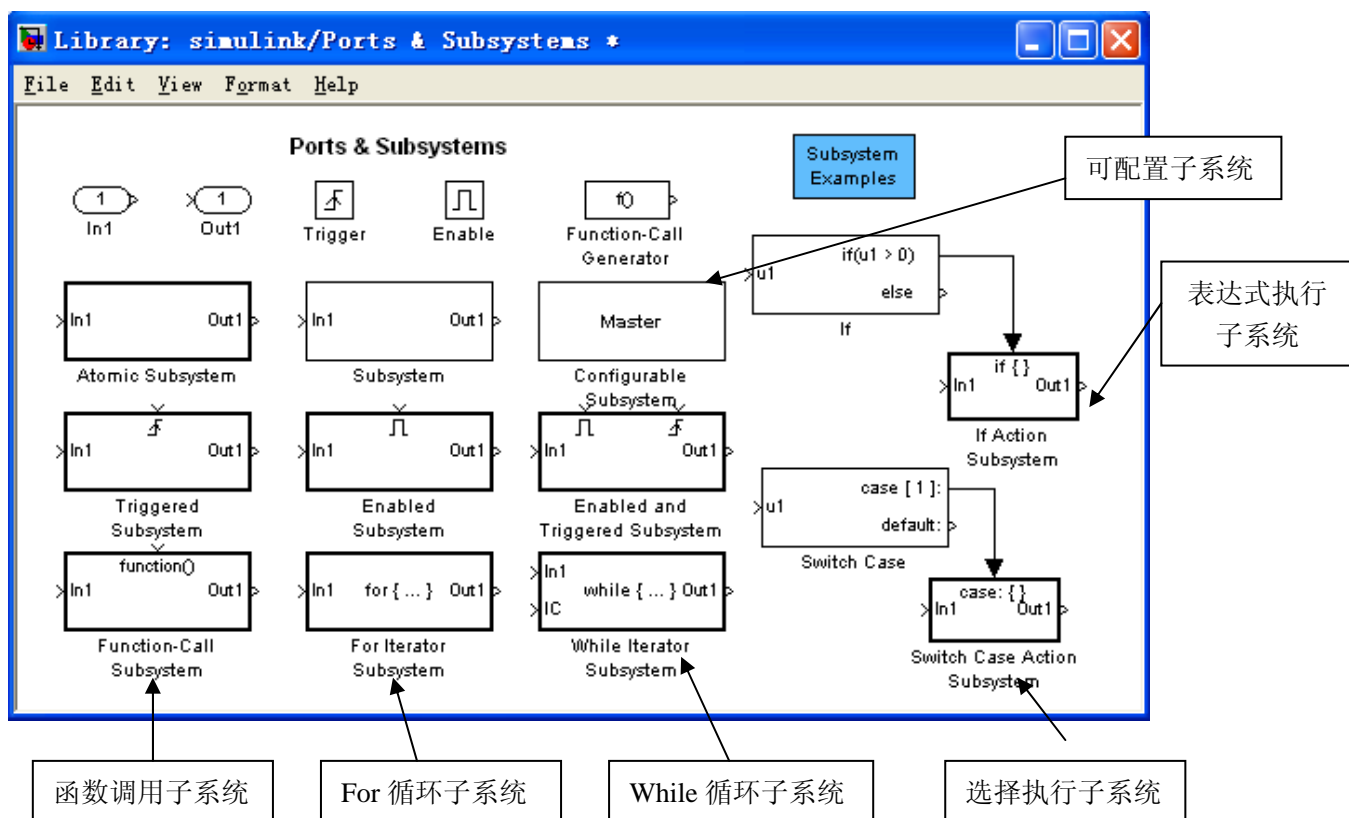 Library: simulink/Ports & Subsystems *
File Edit View Format Help
Ports & Subsystems
Subsystem
Examples
可配置子系统
1
In1
1
Out1
Trigger
Enable
f()
Function-Call
Generator
u1
if(u1 > 0)
else
If
表达式执行
子系统
In1
Out1
Atomic Subsystem
In1
Out1
Subsystem
Master
Configurable
Subsystem
if { }
In1
Out1
If Action
Subsystem
In1
Out1
Triggered
Subsystem
In1
Out1
Enabled
Subsystem
In1
Out1
Enabled and
Triggered Subsystem
u1
case [ 1 ]:
default:
Switch Case
function()
In1
Out1
Function-Call
Subsystem
In1
for { ... }
Out1
For Iterator
Subsystem
In1
IC
while { ... }
Out1
While Iterator
Subsystem
case: { }
In1
Out1
Switch Case Action
Subsystem
函数调用子系统
For 循环子系统
While 循环子系统
选择执行子系统